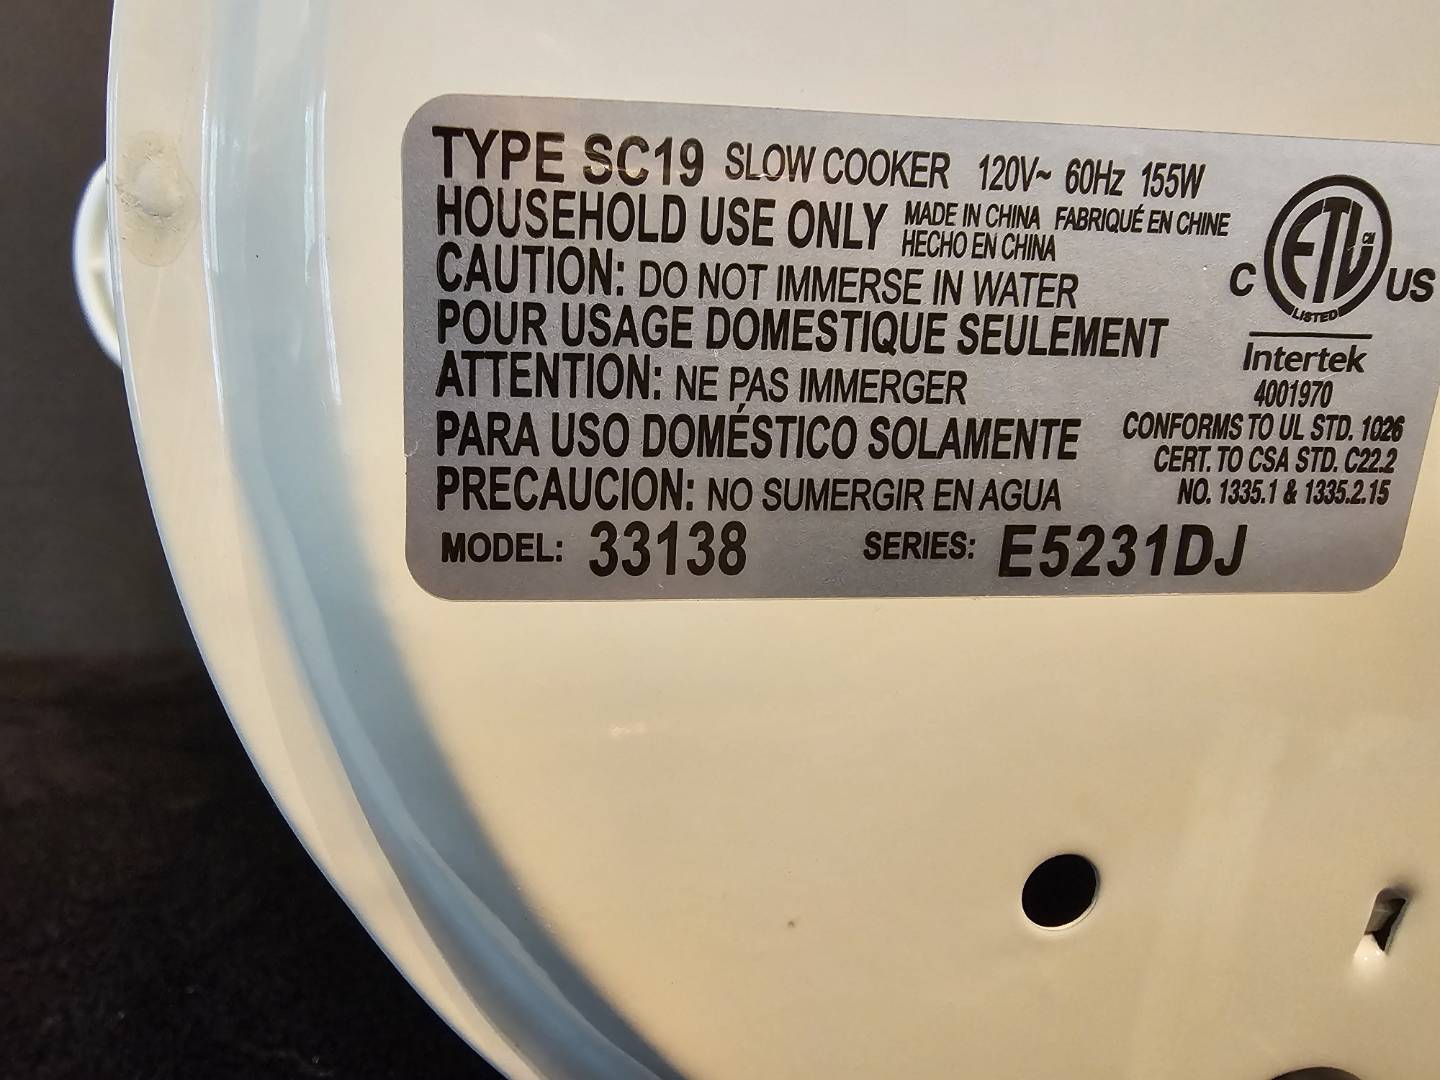 TYPE SC19 SLOW COOKER 120V~ 60Hz 155W
HOUSEHOLD USE ONLY MADE IN CHINA FABRIQUÉ EN CHINE
HECHO EN CHINA
CAUTION: DO NOT IMMERSE IN WATER
POUR USAGE DOMESTIQUE SEULEMENT
ATTENTION: NE PAS IMMERGER
PARA USO DOMÉSTICO SOLAMENTE
PRECAUCION: NO SUMERGIR EN AGUA
MODEL: 33138 SERIES: E5231DJ
C ETL CM US
LISTED
Intertek
4001970
CONFORMS TO UL STD. 1026
CERT. TO CSA STD. C22.2
NO. 1335.1 & 1335.2.15